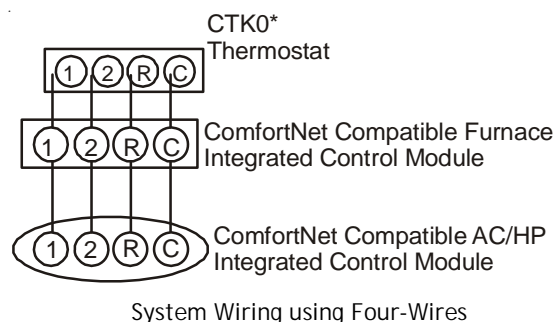 CTK0*
Thermostat
1 2 R C
ComfortNet Compatible Furnace
1 2 R C
Integrated Control Module
ComfortNet Compatible AC/HP
1 2 R C
Integrated Control Module
System Wiring using Four-Wires